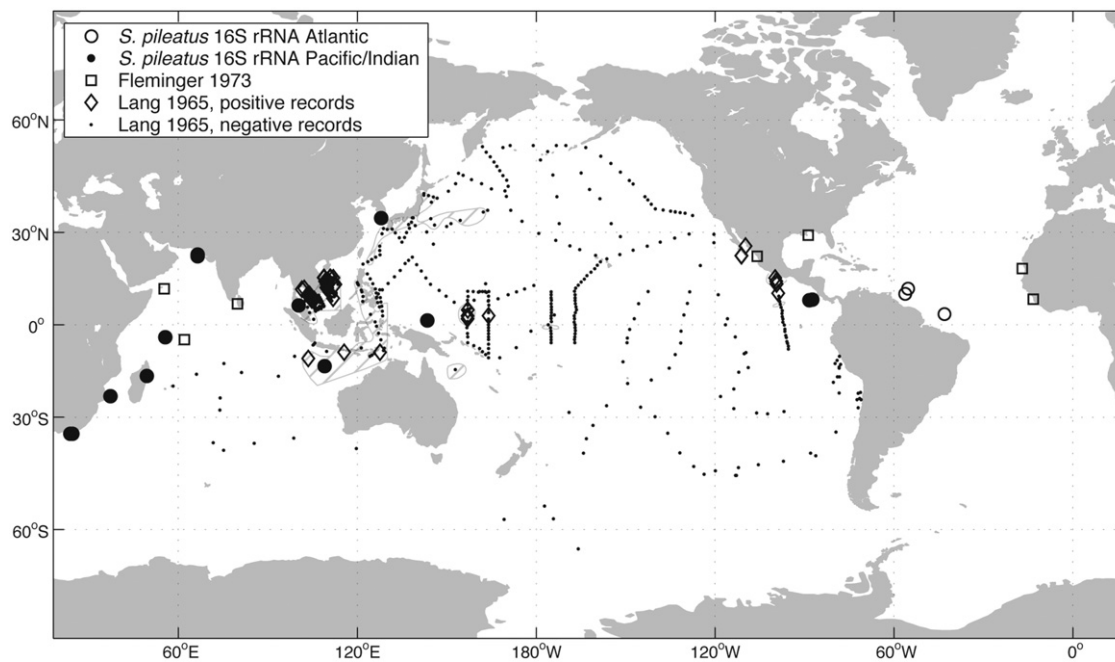 S. pileatus 16S rRNA Atlantic
S. pileatus 16S rRNA Pacific/Indian
Fleminger 1973
Lang 1965, positive records
Lang 1965, negative records
60°N
30°N
0°
30°S
60°S
60°E
120°E
180°W
120°W
60°W
0°